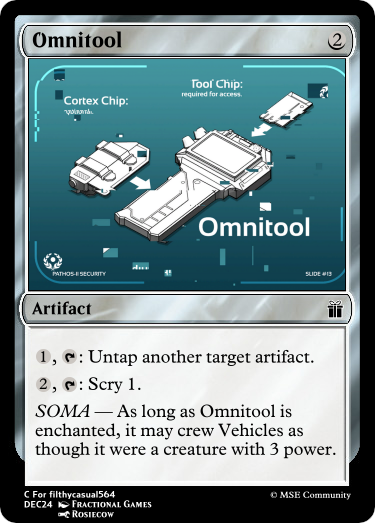 Omnitool 2
Tool Chip:
required for access.
Cortex Chip:
Omnitool
PATHOS-II SECURITY
SLIDE #13
Artifact
1, : Untap another target artifact.
2, : Scry 1.
SOMA — As long as Omnitool is
enchanted, it may crew Vehicles as
though it were a creature with 3 power.
C For filthycasual564
DEC24 Fractional Games
Rosiecow
© MSE Community